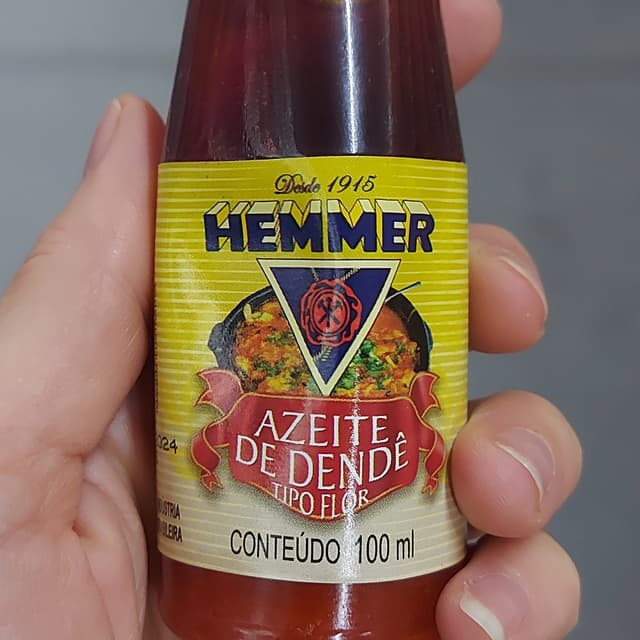 Desde 1915
HEMMER
AZEITE
DE DENDÊ
TIPO FLOR
CONTEÚDO 100 ml